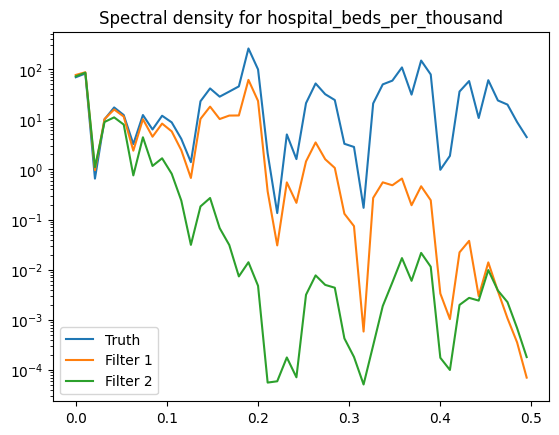 Spectral density for hospital_beds_per_thousand
10²
10¹
10⁰
10⁻¹
10⁻²
10⁻³
10⁻⁴
Truth
Filter 1
Filter 2
0.0 0.1 0.2 0.3 0.4 0.5